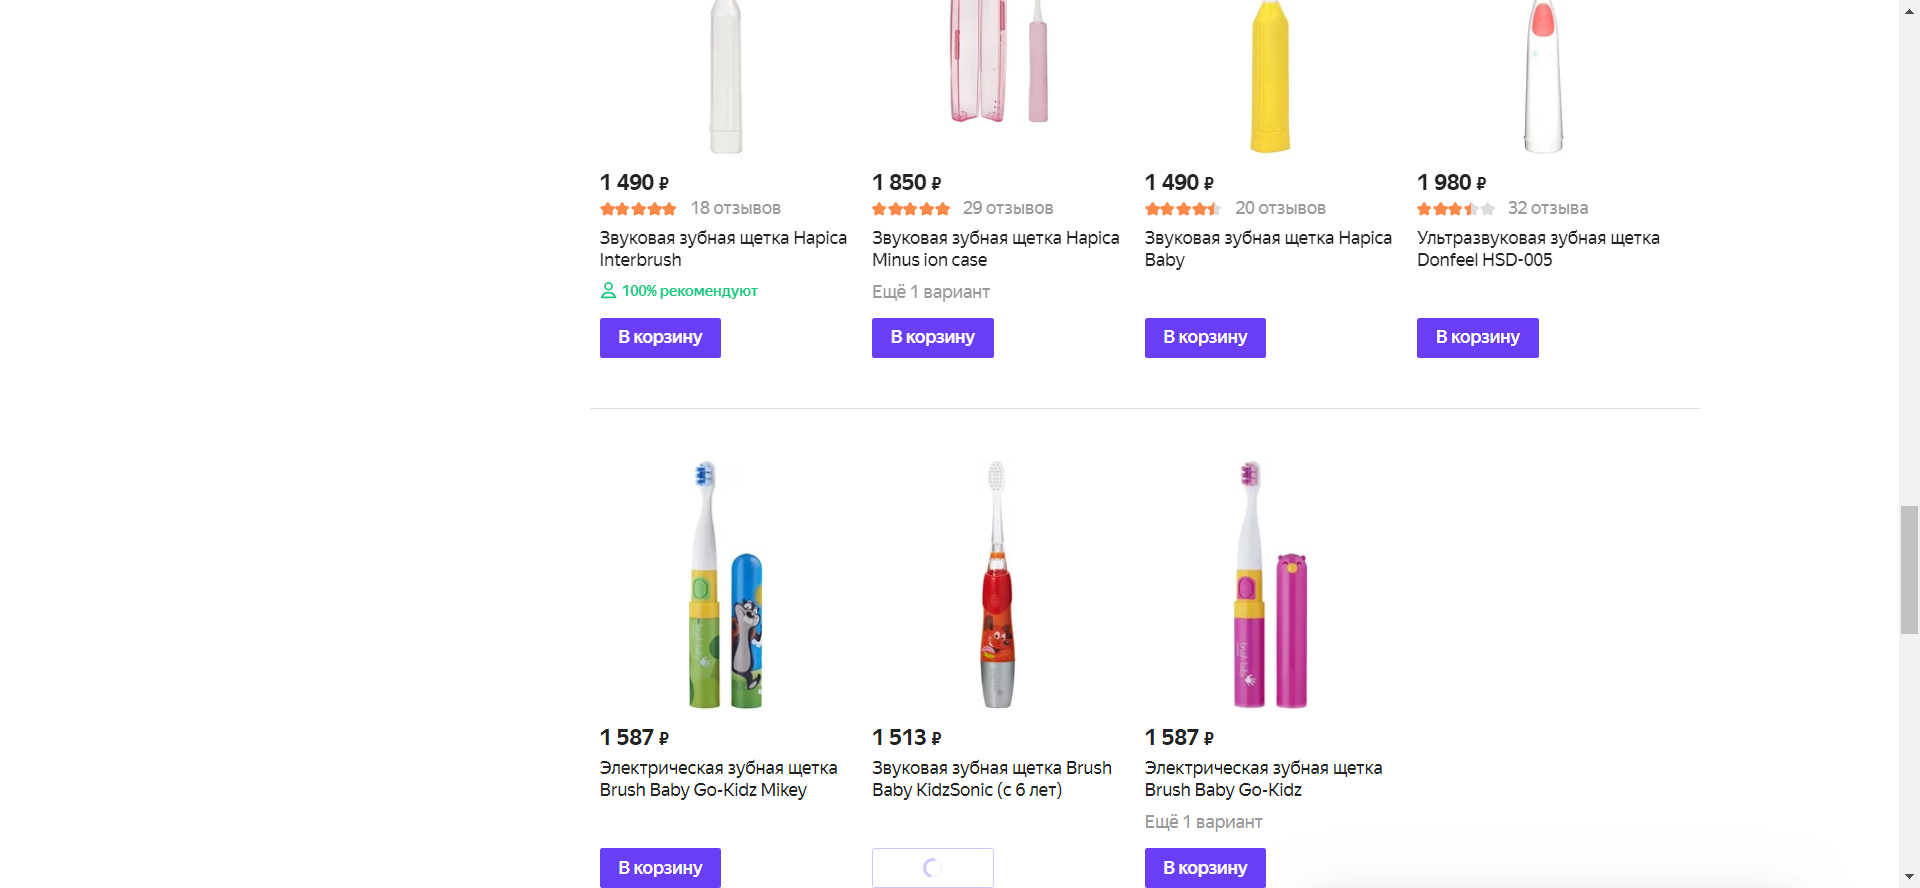 1 490 ₽
18 отзывов
Звуковая зубная щетка Hapica
Interbrush
100% рекомендуют
В корзину
1 850 ₽
29 отзывов
Звуковая зубная щетка Hapica
Minus ion case
Ещё 1 вариант
В корзину
1 490 ₽
20 отзывов
Звуковая зубная щетка Hapica
Baby
В корзину
1 980 ₽
32 отзыва
Ультразвуковая зубная щетка
Donfeel HSD-005
В корзину
1 587 ₽
Электрическая зубная щетка
Brush Baby Go-Kidz Mikey
В корзину
1 513 ₽
Звуковая зубная щетка Brush
Baby KidzSonic (с 6 лет)
1 587 ₽
Электрическая зубная щетка
Brush Baby Go-Kidz
Ещё 1 вариант
В корзину